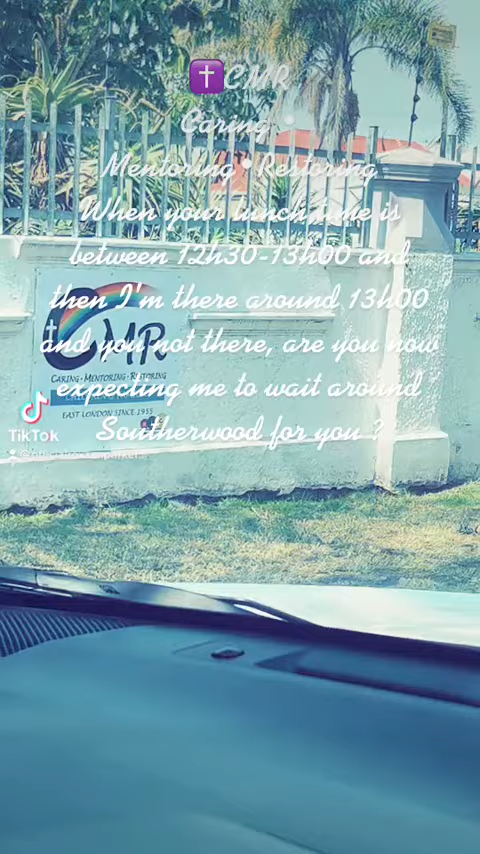 ✝️CMR
Caring •
Mentoring • Restoring
When your lunch time is
between 12h30-13h00 and
then I'm there around 13h00
and you not there, are you now
expecting me to wait around
Southerwood for you ?
CMR
CARING • MENTORING • RESTORING
EAST LONDON SINCE 1955
TikTok